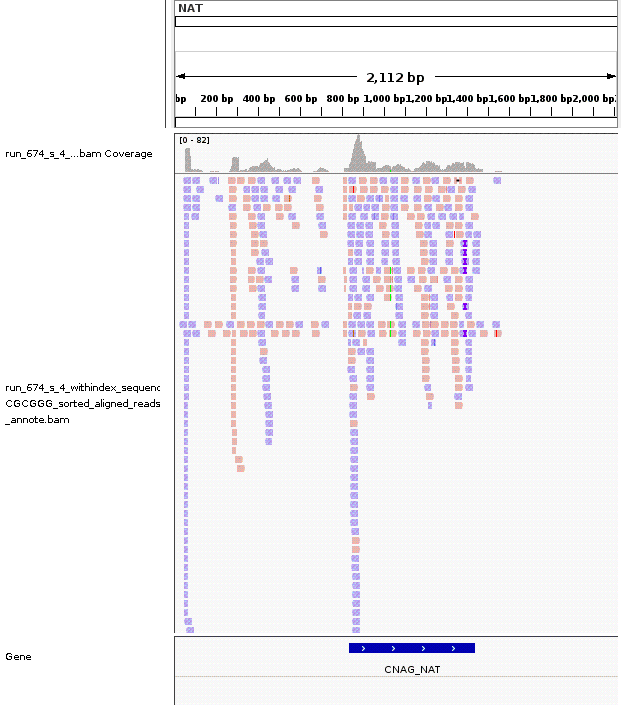 NAT
2,112 bp
bp 200 bp 400 bp 600 bp 800 bp 1,000 bp 1,200 bp 1,400 bp 1,600 bp 1,800 bp 2,000 bp
[0 - 82]
run_674_s_4_...bam Coverage
run_674_s_4_withindex_sequenc
CGCGGG_sorted_aligned_reads
_annote.bam
Gene
CNAG_NAT